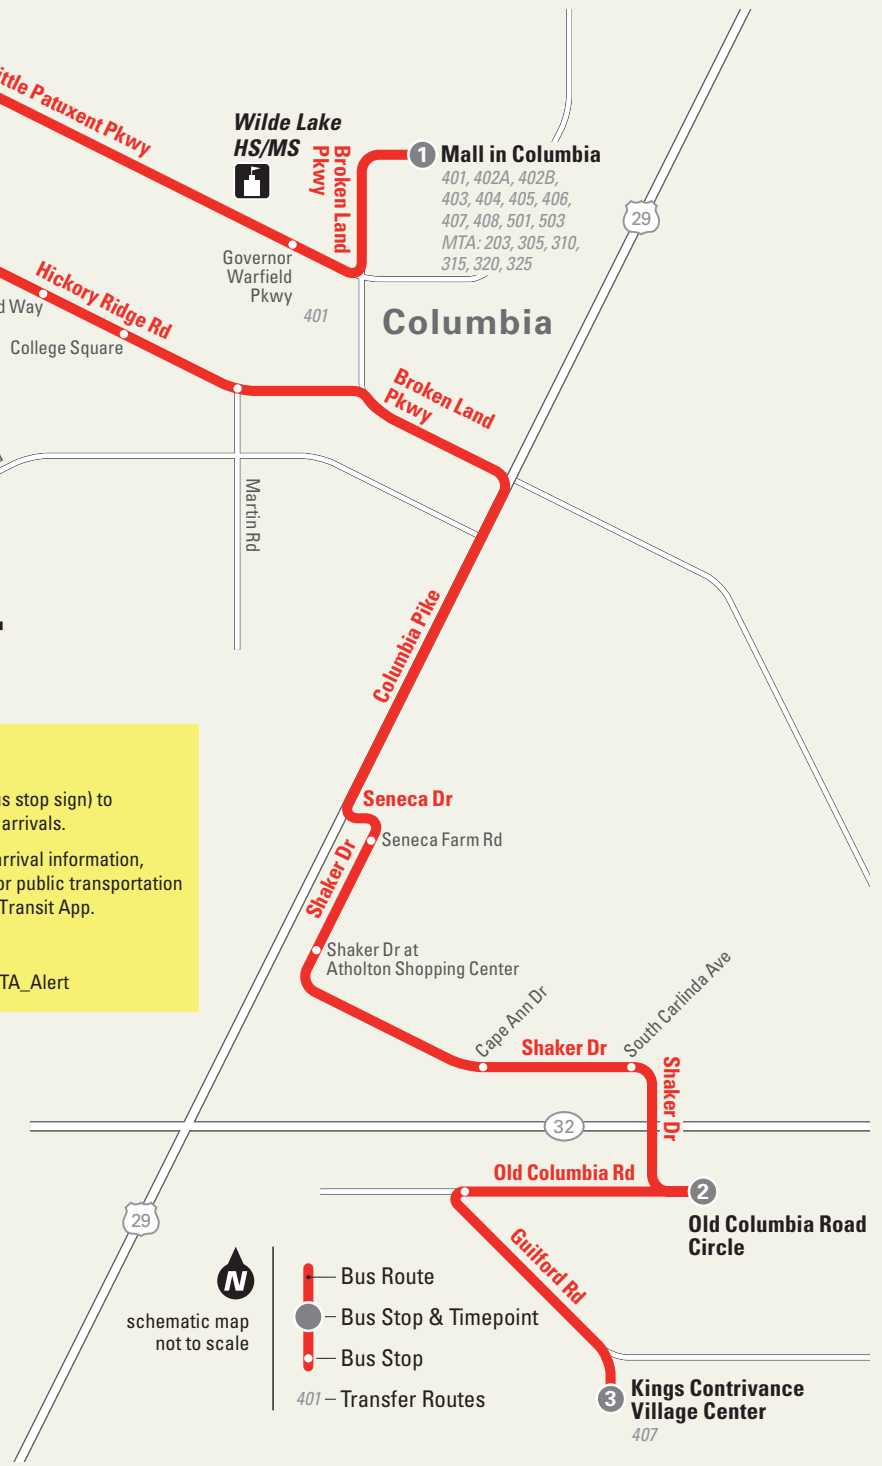 Little Patuxent Pkwy
Wilde Lake
HS/MS
Broken Land
Pkwy
1
Mall in Columbia
401, 402A, 402B,
403, 404, 405, 406,
407, 408, 501, 503
MTA: 203, 305, 310,
315, 320, 325
29
Governor
Warfield
Pkwy
401
Columbia
Hickory Ridge Rd
d Way
College Square
Broken Land
Pkwy
Martin Rd
Columbia Pike
us stop sign) to
arrivals.
arrival information,
or public transportation
Transit App.
TA_Alert
Seneca Dr
Seneca Farm Rd
Shaker Dr
Shaker Dr at
Atholton Shopping Center
Cape Ann Dr
South Carlinda Ave
Shaker Dr
Shaker Dr
32
Old Columbia Rd
2
Old Columbia Road
Circle
29
Guilford Rd
N
schematic map
not to scale
Bus Route
Bus Stop & Timepoint
Bus Stop
401 – Transfer Routes
3
Kings Contrivance
Village Center
407